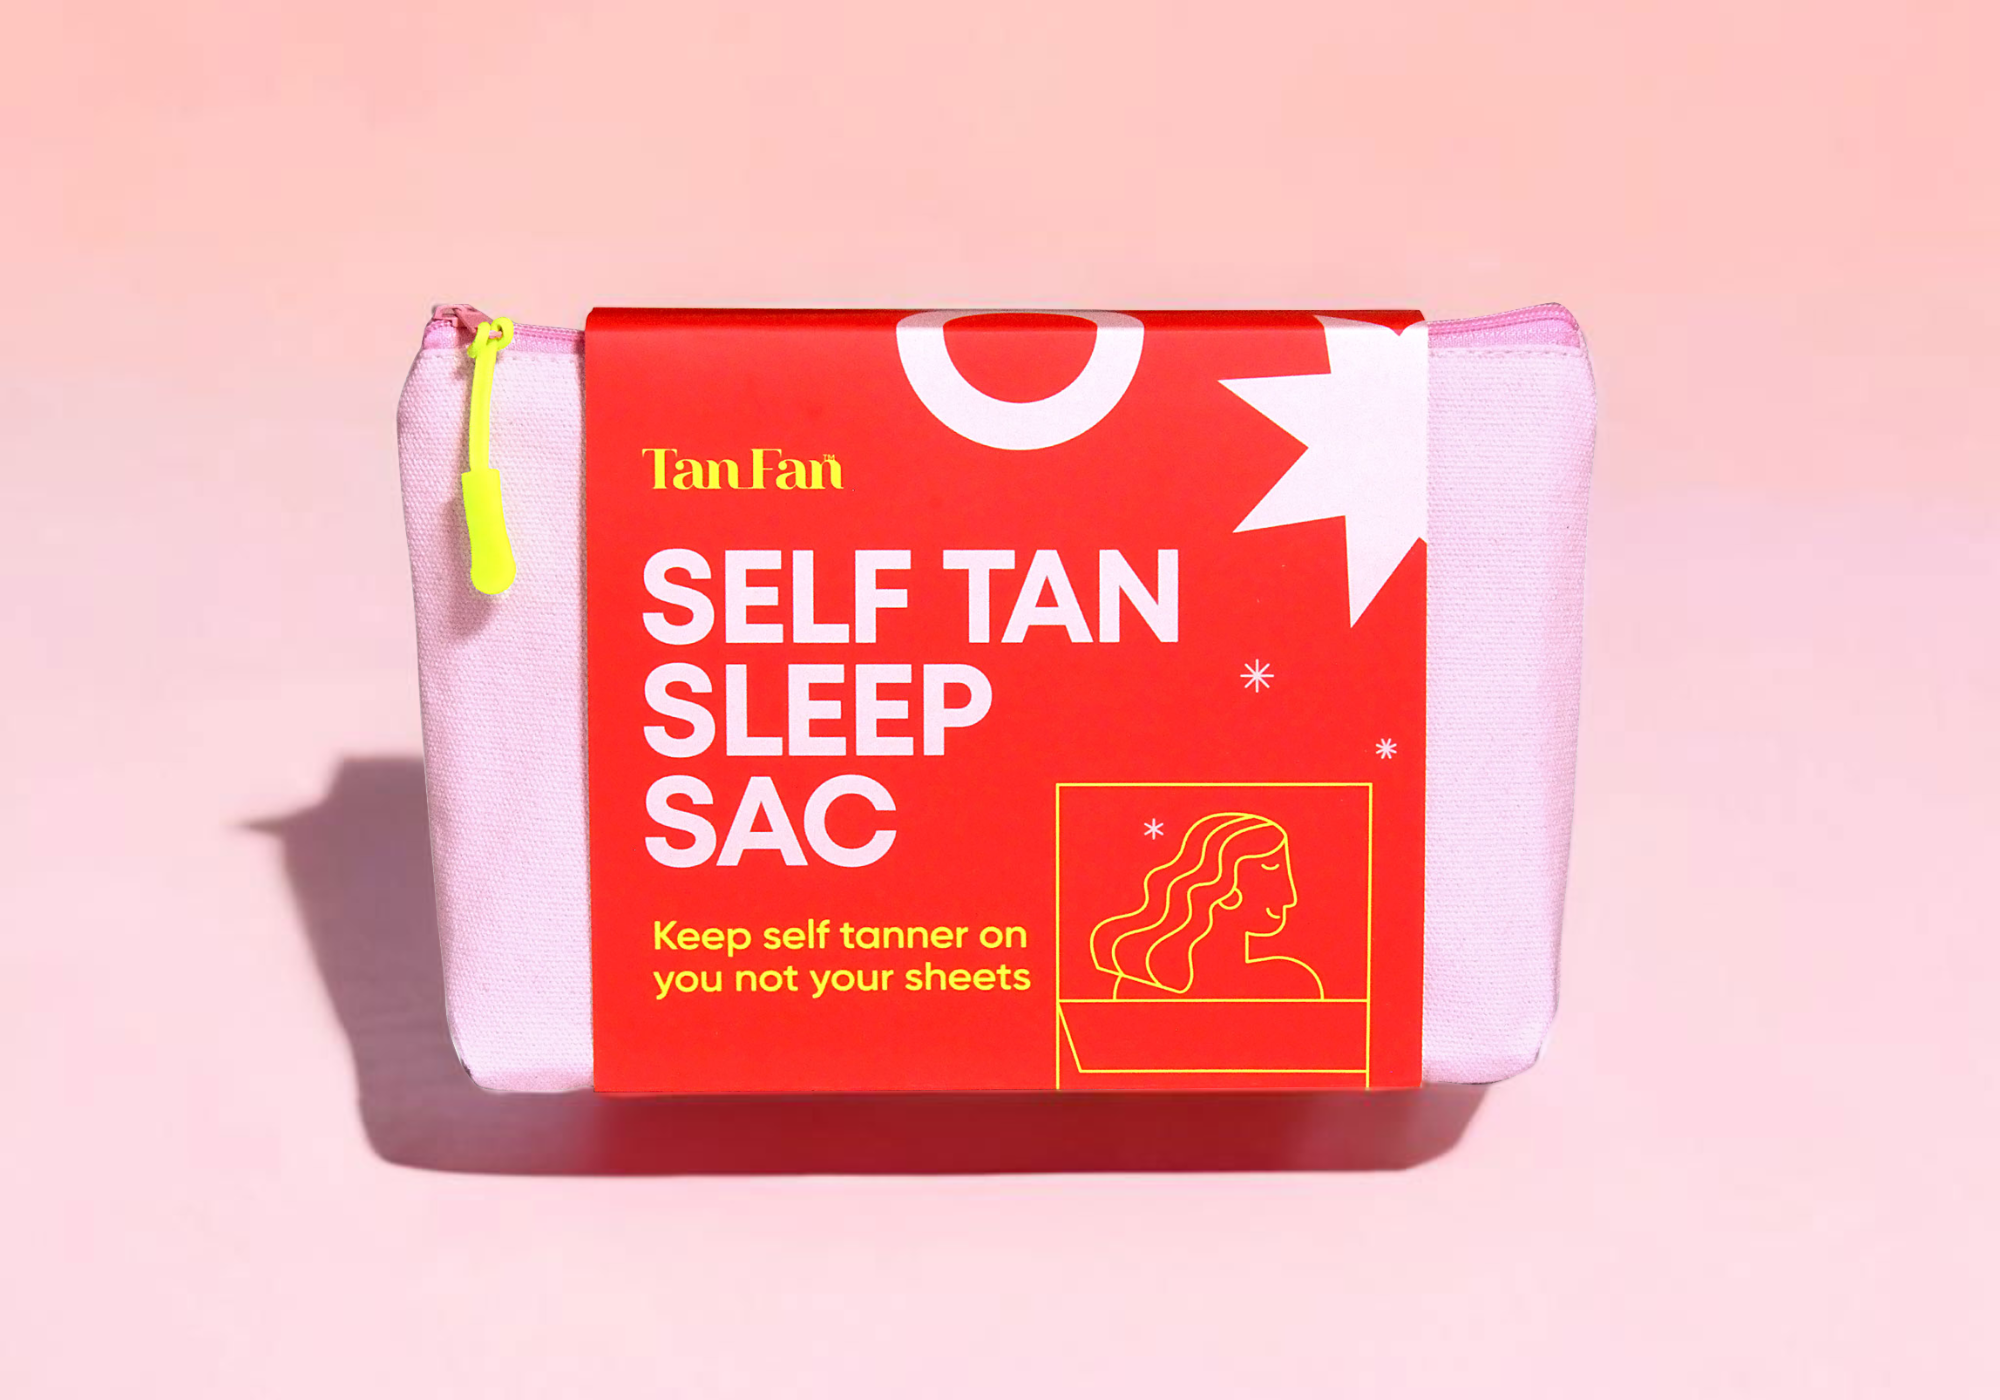 TanFan™
SELF TAN
SLEEP
SAC
Keep self tanner on
you not your sheets